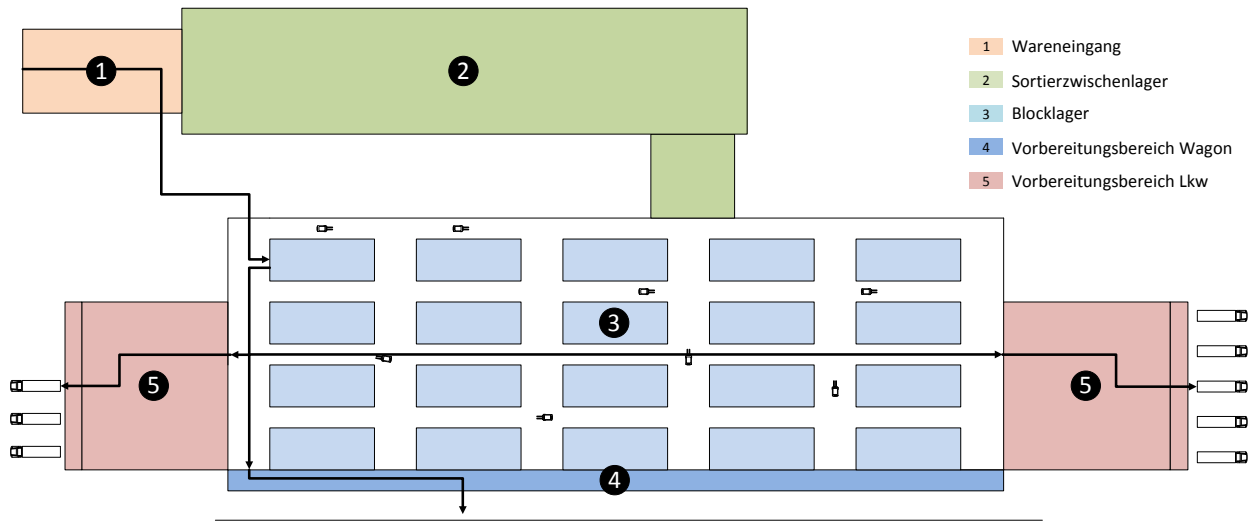 1 Wareneingang
2 Sortierzwischenlager
3 Blocklager
4 Vorbereitungsbereich Wagon
5 Vorbereitungsbereich Lkw
1
2
3
5
5
4